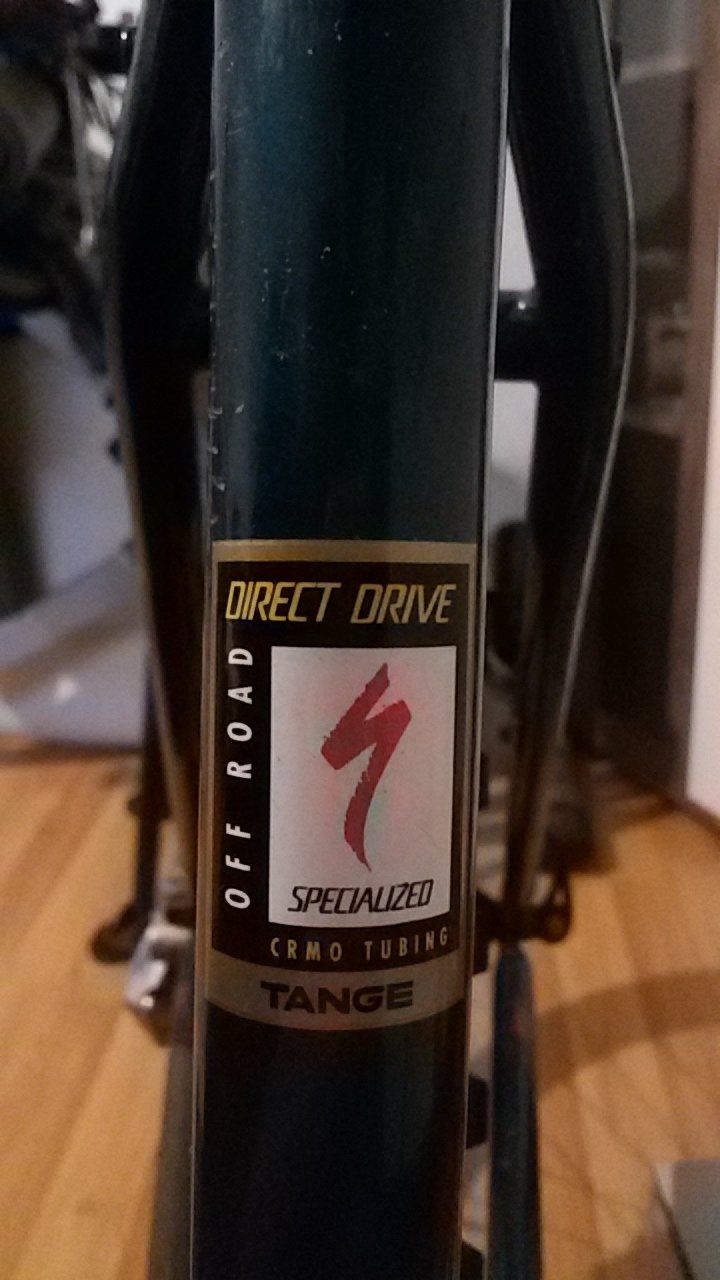 DIRECT DRIVE
OFF ROAD
SPECIALIZED
CRMO TUBING
TANGE